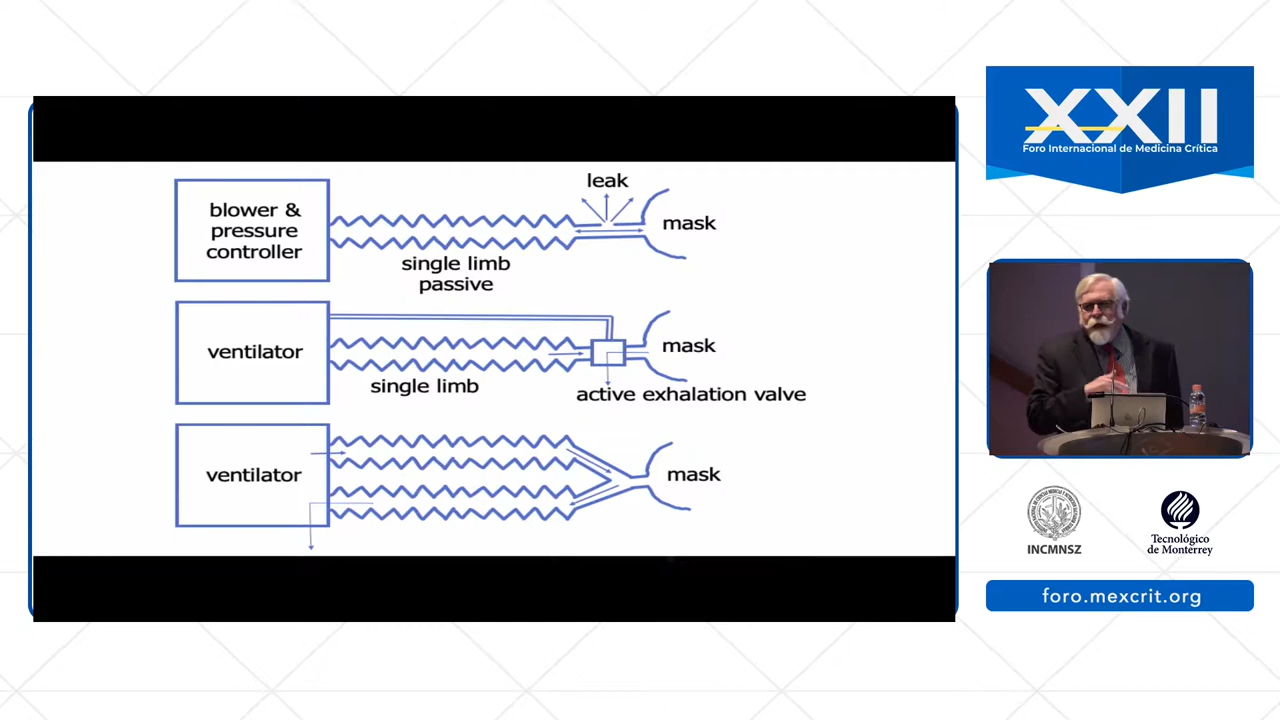 blower &
pressure
controller
leak
mask
single limb
passive
ventilator
mask
single limb
active exhalation valve
ventilator
mask
XXII
Foro Internacional de Medicina Crítica
INCMNSZ
Tecnológico
de Monterrey
foro.mexcrit.org